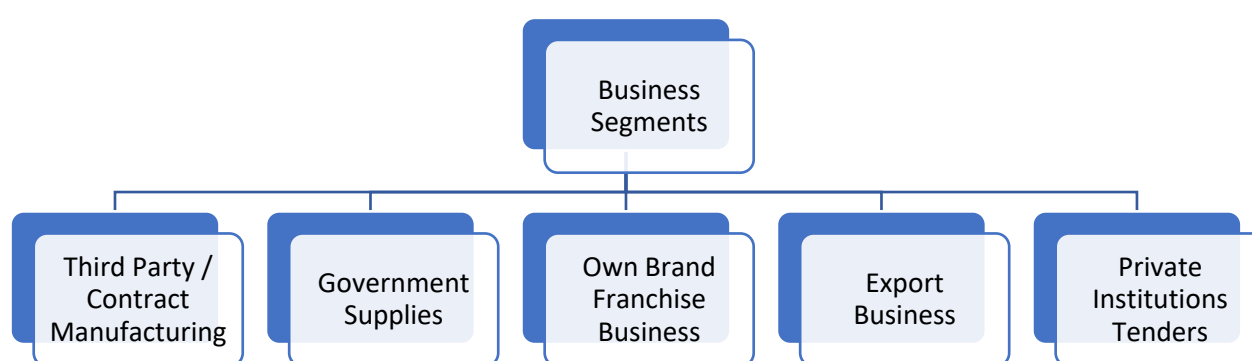 Business
Segments
Third Party /
Contract
Manufacturing
Government
Supplies
Own Brand
Franchise
Business
Export
Business
Private
Institutions
Tenders